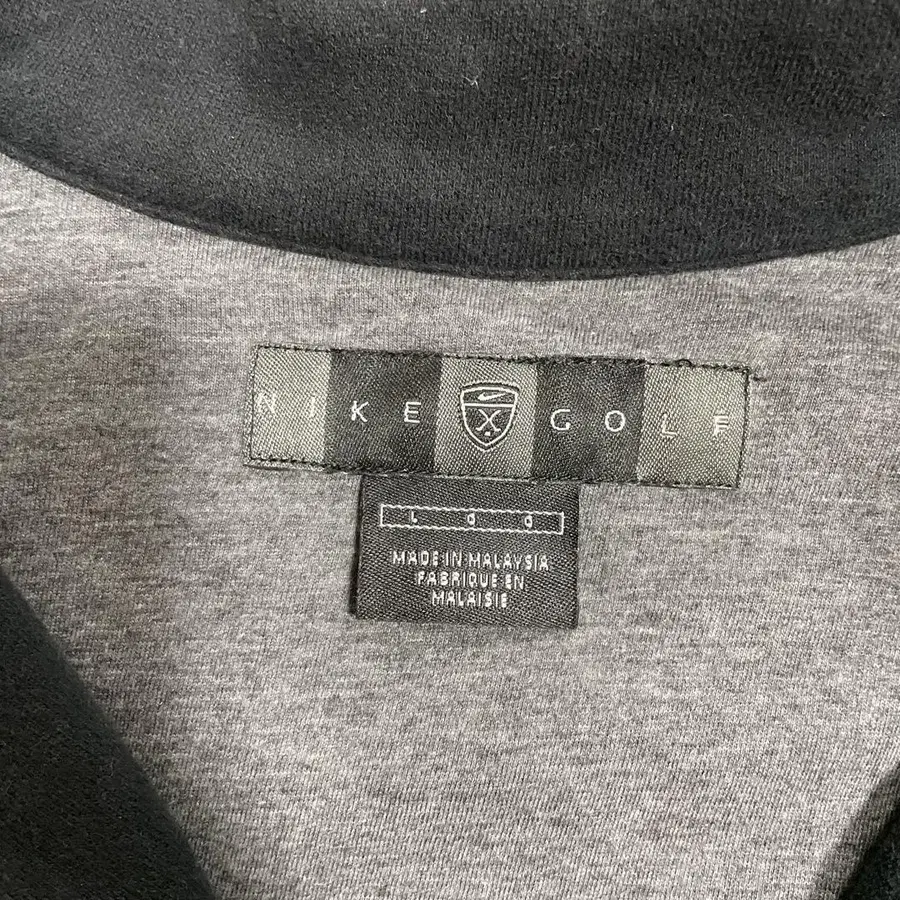 NIKE GOLF
L G G
MADE IN MALAYSIA
FABRIQUE EN
MALAISIE